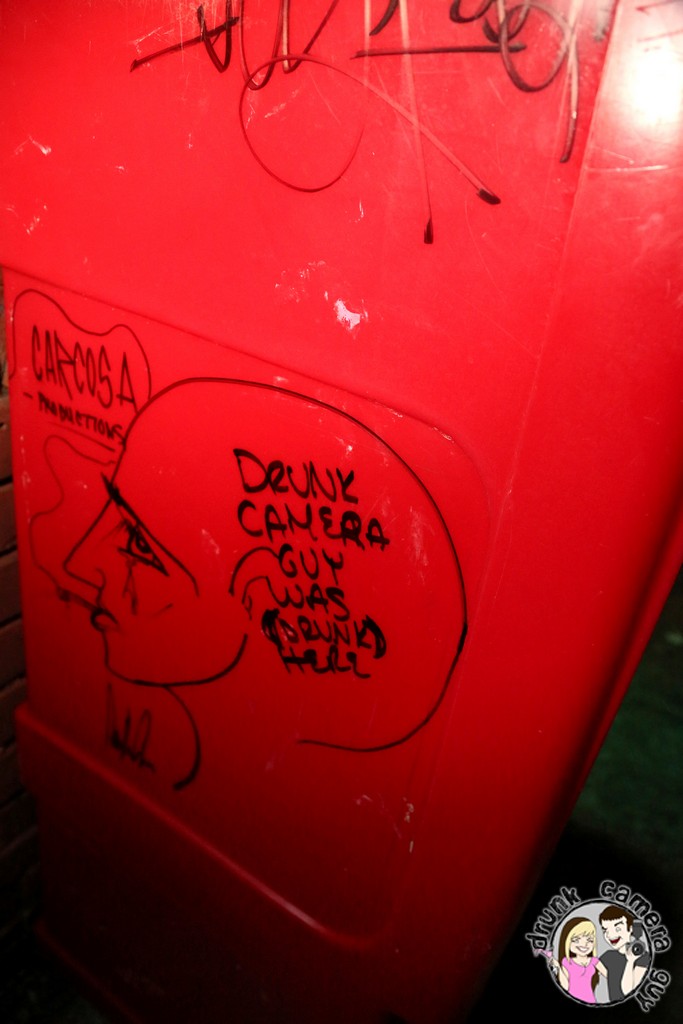 CARCOSA
- PRODUCTIONS
DRUNK
CAMERA
GUY
WAS
(DRUNK)
HERE
drunk camera guy